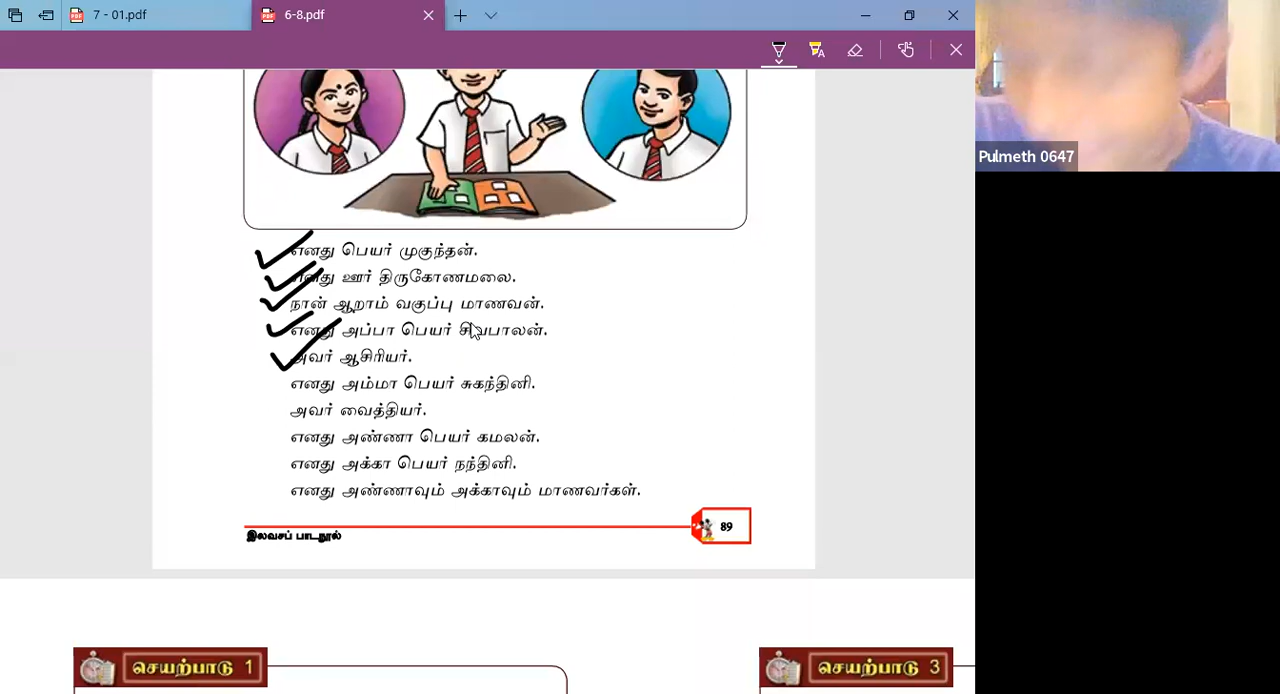 7 - 01.pdf
6-8.pdf
Pulmeth 0647
எனது பெயர் முகுந்தன்.
எனது ஊர் திருகோணமலை.
நான் ஆறாம் வகுப்பு மாணவன்.
எனது அப்பா பெயர் சிவபாலன்.
அவர் ஆசிரியர்.
எனது அம்மா பெயர் சுகந்தினி.
அவர் வைத்தியர்.
எனது அண்ணா பெயர் கமலன்.
எனது அக்கா பெயர் நந்தினி.
எனது அண்ணாவும் அக்காவும் மாணவர்கள்.
இலவசப் பாடநூல்
89
செயற்பாடு 1
செயற்பாடு 3